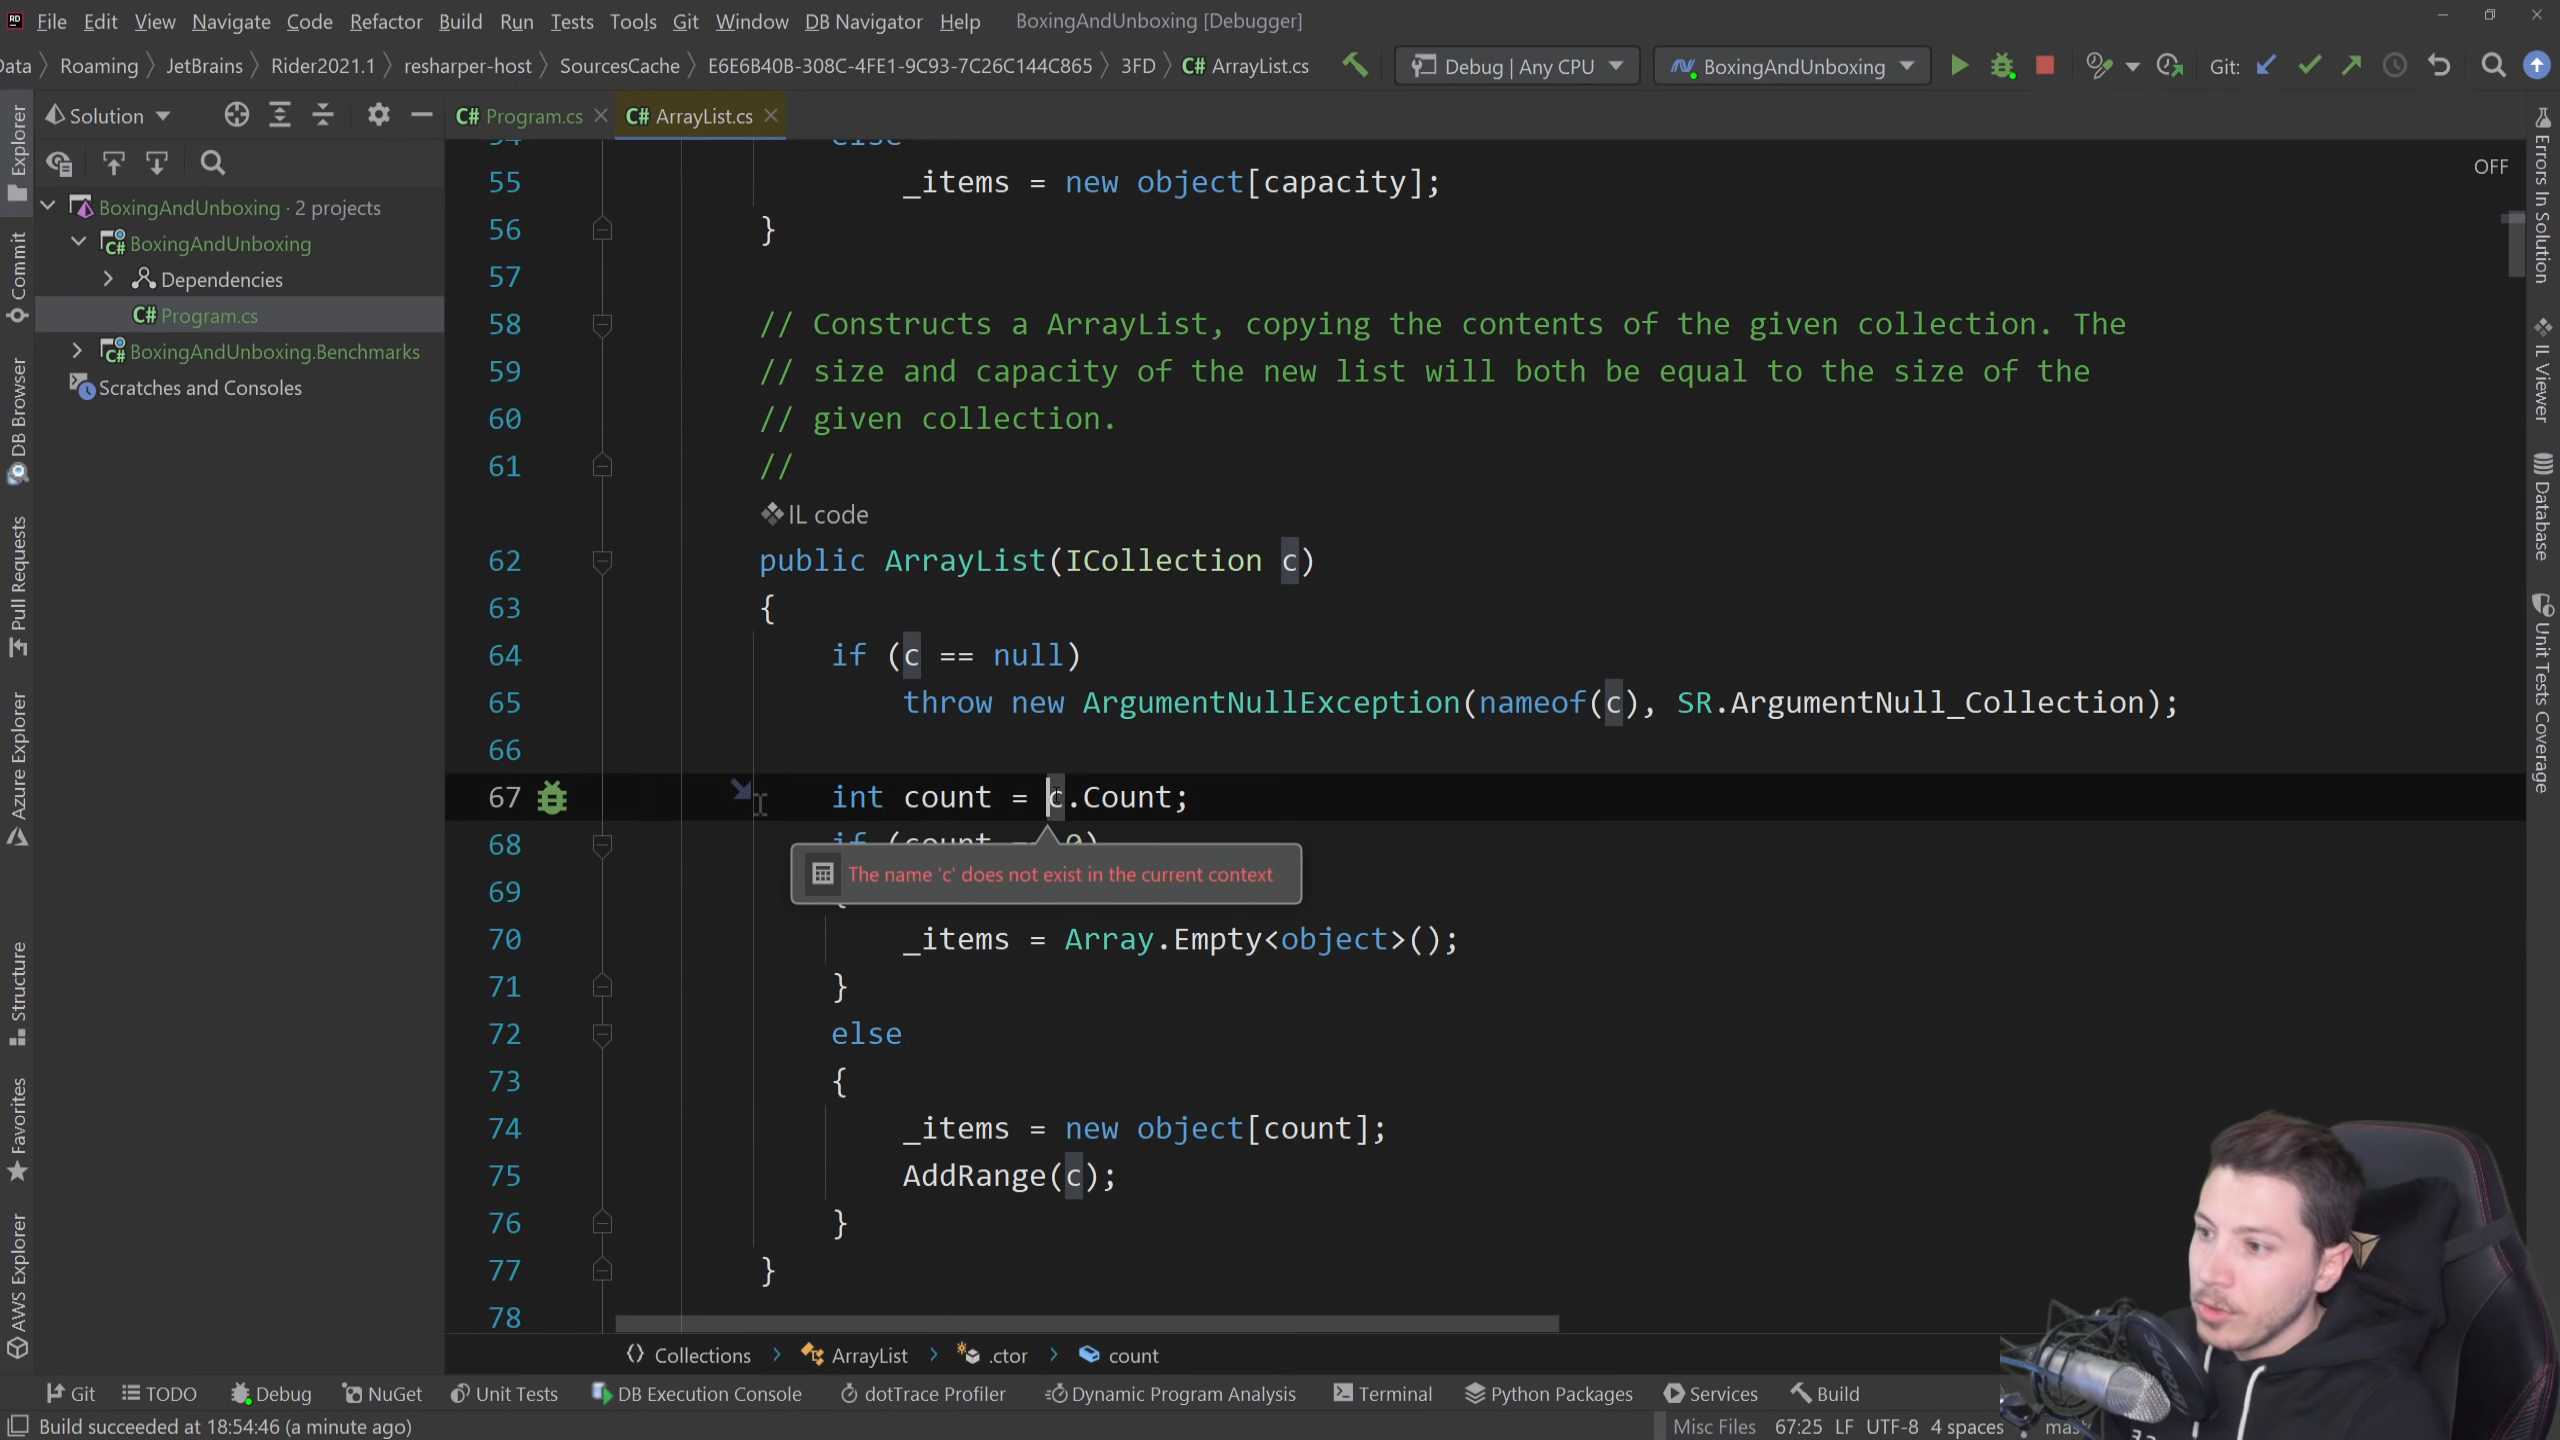 File Edit View Navigate Code Refactor Build Run Tests Tools Git Window DB Navigator Help BoxingAndUnboxing [Debugger]
Data Roaming JetBrains Rider2021.1 resharper-host SourcesCache E6E6B40B-308C-4FE1-9C93-7C26C144C865 3FD C# ArrayList.cs Debug | Any CPU BoxingAndUnboxing Git:
Solution
C# Program.cs
C# ArrayList.cs
OFF
BoxingAndUnboxing · 2 projects
BoxingAndUnboxing
Dependencies
C# Program.cs
BoxingAndUnboxing.Benchmarks
Scratches and Consoles
Explorer
Commit
DB Browser
Pull Requests
Azure Explorer
Structure
Favorites
AWS Explorer
54 else
55 _items = new object[capacity];
56 }
57
58 // Constructs a ArrayList, copying the contents of the given collection. The
59 // size and capacity of the new list will both be equal to the size of the
60 // given collection.
61 //
IL code
62 public ArrayList(ICollection c)
63 {
64 if (c == null)
65 throw new ArgumentNullException(nameof(c), SR.ArgumentNull_Collection);
66
67 int count = c.Count;
68 if (count == 0)
The name 'c' does not exist in the current context
69 {
70 _items = Array.Empty<object>();
71 }
72 else
73 {
74 _items = new object[count];
75 AddRange(c);
76 }
77 }
78
Errors In Solution
IL Viewer
Database
Unit Tests Coverage
Collections ArrayList .ctor count
Git TODO Debug NuGet Unit Tests DB Execution Console dotTrace Profiler Dynamic Program Analysis Terminal Python Packages Services Build
Build succeeded at 18:54:46 (a minute ago) Misc Files 67:25 LF UTF-8 4 spaces